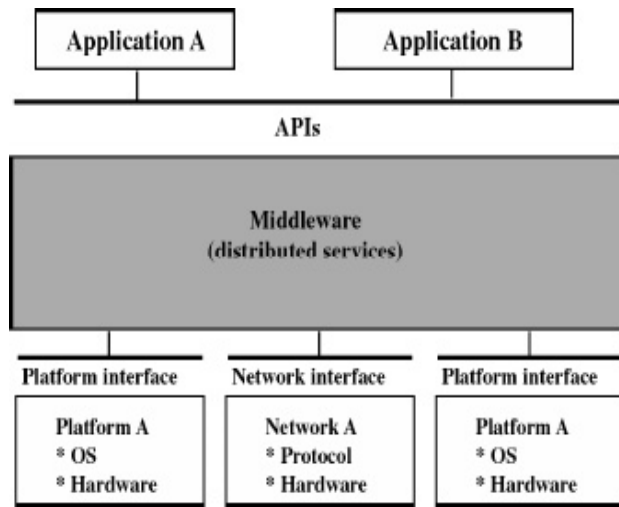 Application A
Application B
APIs
Middleware
(distributed services)
Platform interface
Network interface
Platform interface
Platform A
* OS
* Hardware
Network A
* Protocol
* Hardware
Platform A
* OS
* Hardware